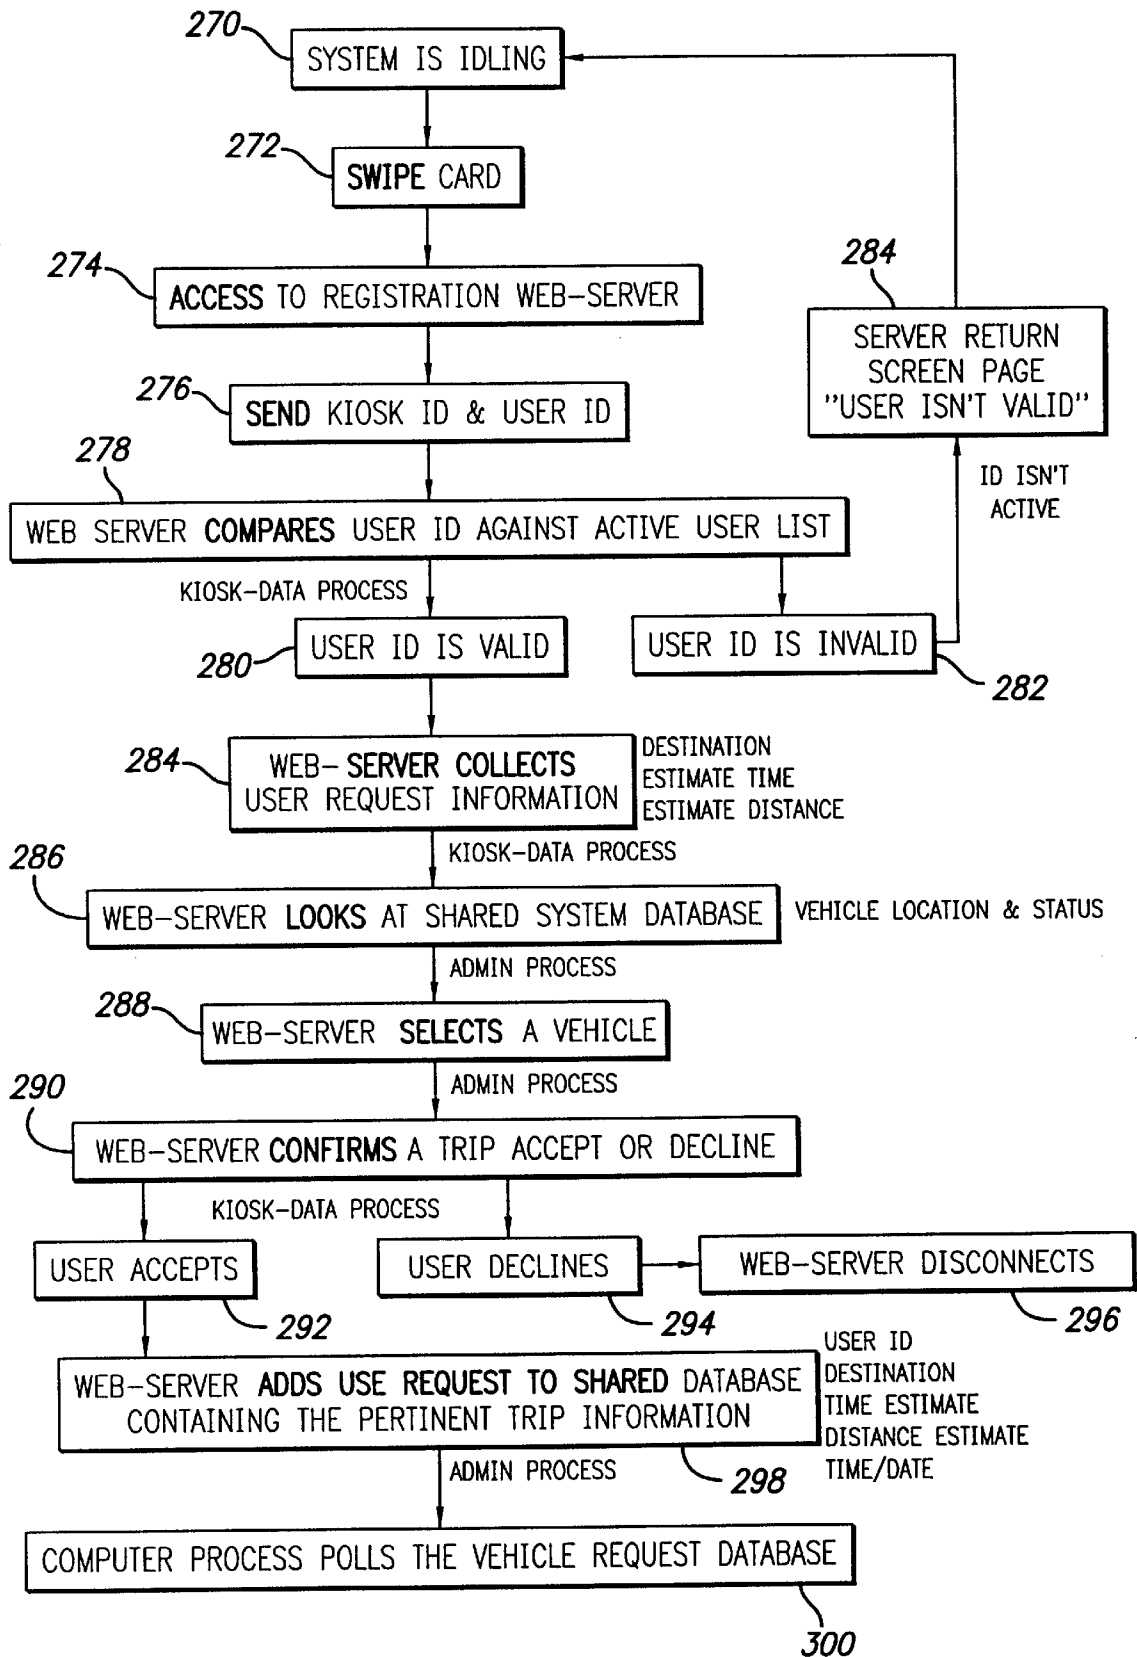 270
SYSTEM IS IDLING
272
SWIPE CARD
274
ACCESS TO REGISTRATION WEB-SERVER
284
SERVER RETURN
SCREEN PAGE
"USER ISN'T VALID"
276
SEND KIOSK ID & USER ID
278
ID ISN'T
ACTIVE
WEB SERVER COMPARES USER ID AGAINST ACTIVE USER LIST
KIOSK-DATA PROCESS
280
USER ID IS VALID
USER ID IS INVALID
282
284
WEB-SERVER COLLECTS
USER REQUEST INFORMATION
DESTINATION
ESTIMATE TIME
ESTIMATE DISTANCE
KIOSK-DATA PROCESS
286
WEB-SERVER LOOKS AT SHARED SYSTEM DATABASE
VEHICLE LOCATION & STATUS
ADMIN PROCESS
288
WEB-SERVER SELECTS A VEHICLE
ADMIN PROCESS
290
WEB-SERVER CONFIRMS A TRIP ACCEPT OR DECLINE
KIOSK-DATA PROCESS
USER ACCEPTS
292
USER DECLINES
294
WEB-SERVER DISCONNECTS
296
WEB-SERVER ADDS USE REQUEST TO SHARED DATABASE
CONTAINING THE PERTINENT TRIP INFORMATION
298
USER ID
DESTINATION
TIME ESTIMATE
DISTANCE ESTIMATE
TIME/DATE
ADMIN PROCESS
COMPUTER PROCESS POLLS THE VEHICLE REQUEST DATABASE
300